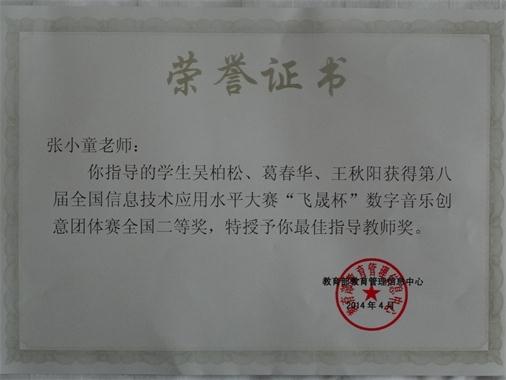 荣誉证书
张小童老师：
你指导的学生吴柏松、葛春华、王秋阳获得第八
届全国信息技术应用水平大赛“飞晟杯”数字音乐创
意团体赛全国二等奖，特授予你最佳指导教师奖。
教育部教育管理信息中心
2014年4月